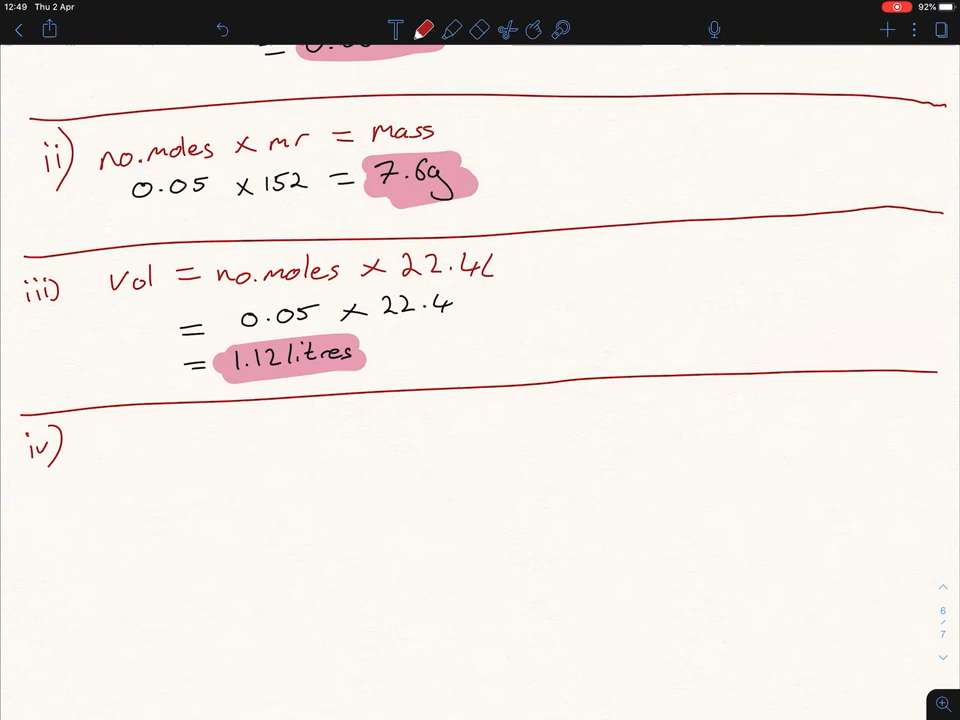 12:49 Thu 2 Apr
92%
T
=
ii) no.moles x mr = mass
0.05 x 152 = 7.6g
iii) Vol = no.moles x 22.4L
= 0.05 x 22.4
= 1.12 litres
iv)
6
/
7